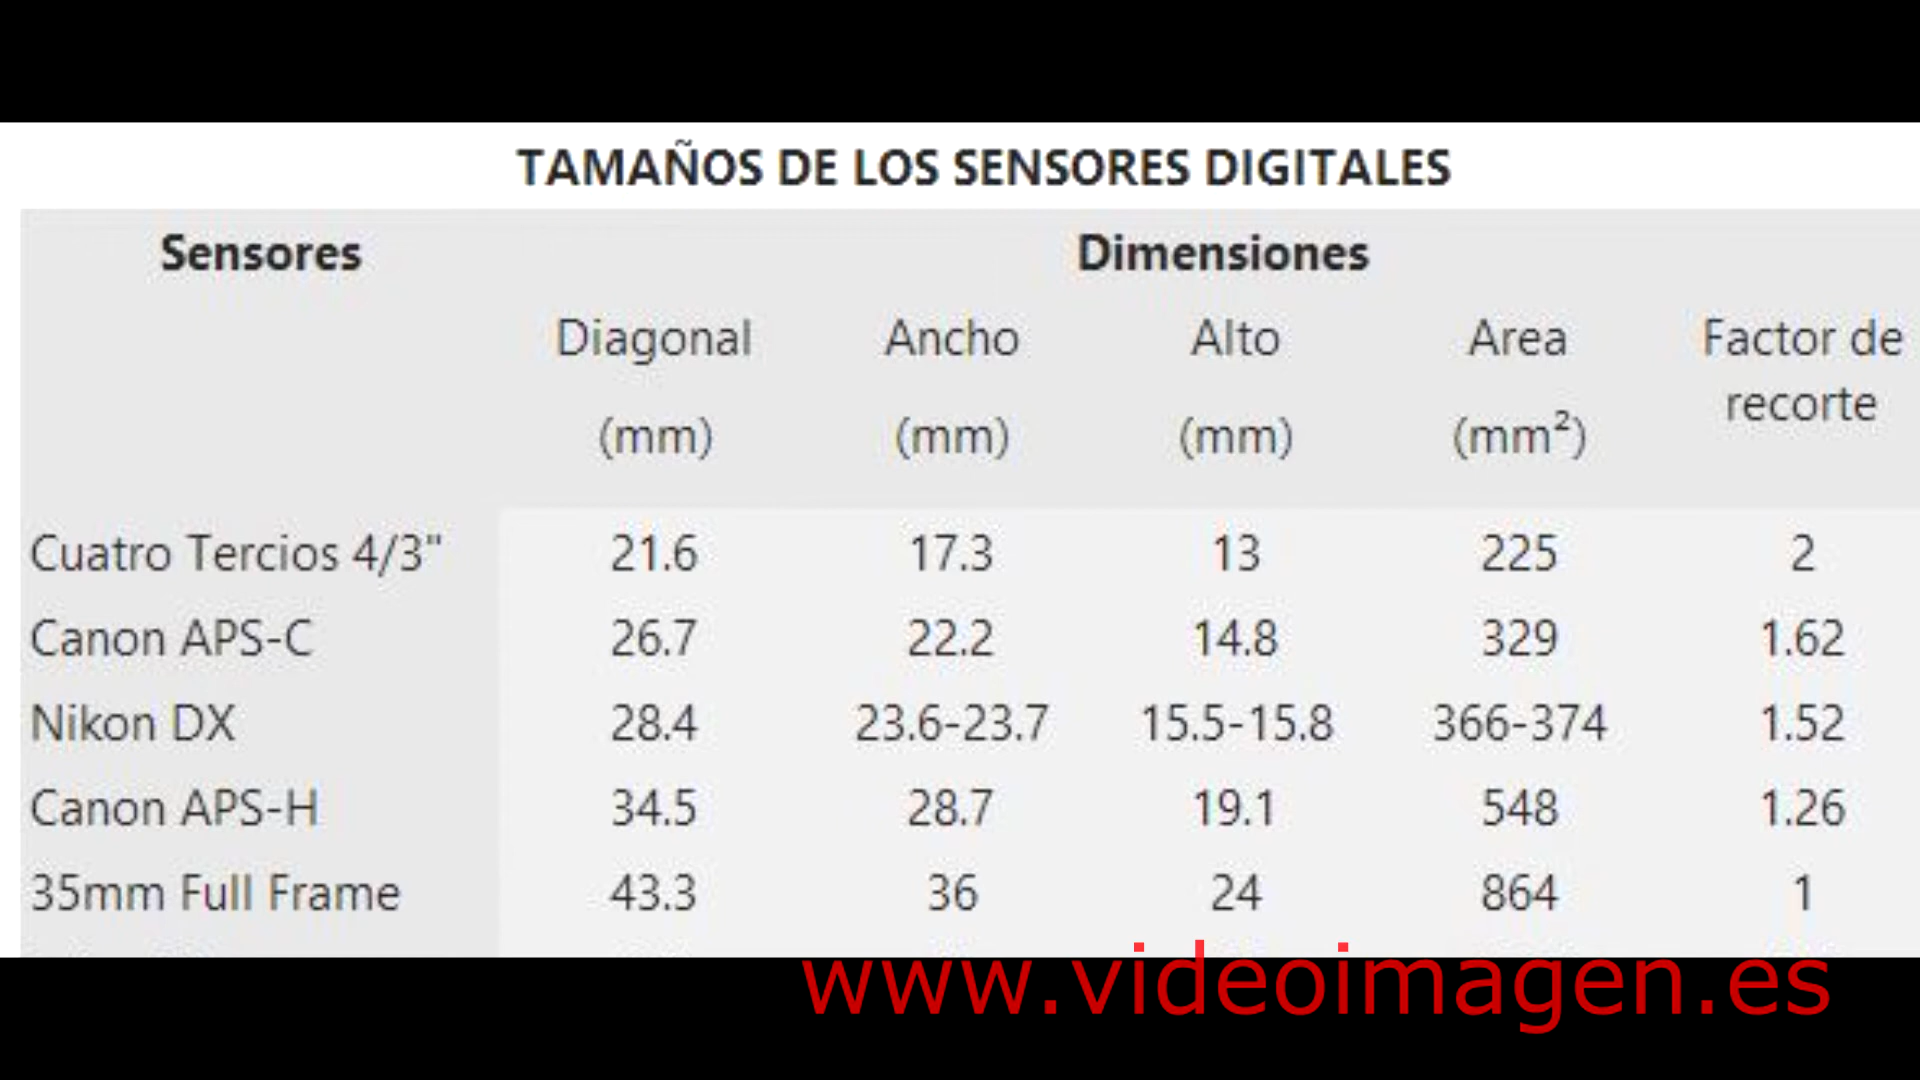 TAMAÑOS DE LOS SENSORES DIGITALES
Sensores Dimensiones
Diagonal Ancho Alto Area Factor de
recorte
(mm) (mm) (mm) (mm²)
Cuatro Tercios 4/3" 21.6 17.3 13 225 2
Canon APS-C 26.7 22.2 14.8 329 1.62
Nikon DX 28.4 23.6-23.7 15.5-15.8 366-374 1.52
Canon APS-H 34.5 28.7 19.1 548 1.26
35mm Full Frame 43.3 36 24 864 1
www.videoimagen.es